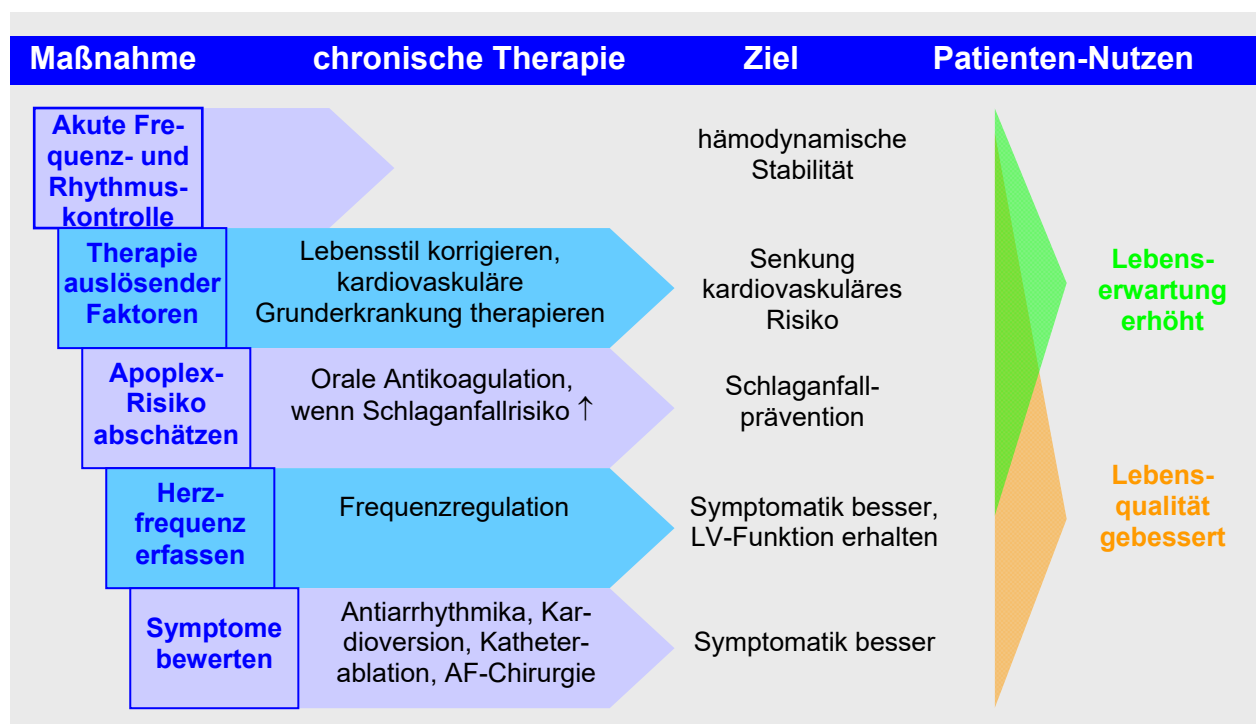 Maßnahme chronische Therapie Ziel Patienten-Nutzen
Akute Fre-
quenz- und
Rhythmus-
kontrolle
hämodynamische
Stabilität
Therapie
auslösender
Faktoren
Lebensstil korrigieren,
kardiovaskuläre
Grunderkrankung therapieren
Senkung
kardiovaskuläres
Risiko
Apoplex-
Risiko
abschätzen
Orale Antikoagulation,
wenn Schlaganfallrisiko ↑
Schlaganfall-
prävention
Herz-
frequenz
erfassen
Frequenzregulation
Symptomatik besser,
LV-Funktion erhalten
Symptome
bewerten
Antiarrhythmika, Kar-
dioversion, Katheter-
ablation, AF-Chirurgie
Symptomatik besser
Lebens-
erwartung
erhöht
Lebens-
qualität
gebessert